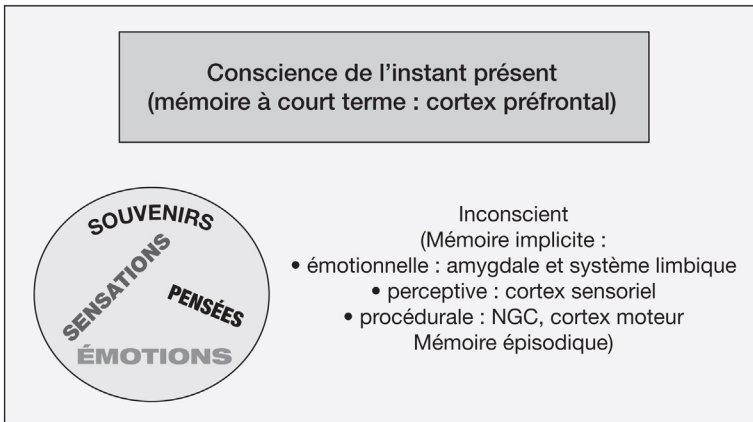 Conscience de l’instant présent
(mémoire à court terme : cortex préfrontal)
SOUVENIRS
SENSATIONS
PENSÉES
ÉMOTIONS
Inconscient
(Mémoire implicite :
• émotionnelle : amygdale et système limbique
• perceptive : cortex sensoriel
• procédurale : NGC, cortex moteur
Mémoire épisodique)